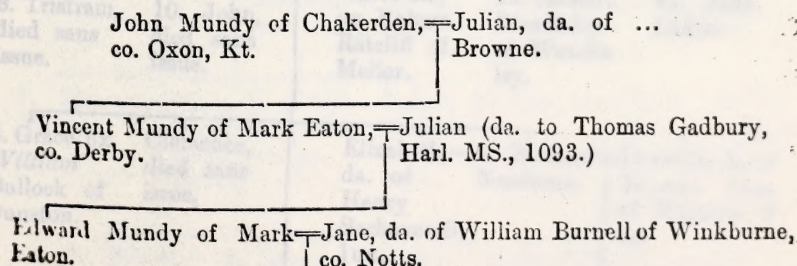 John Mundy of Chakerden, Julian, da. of ...
co. Oxon, Kt. Browne.
Vincent Mundy of Mark Eaton, Julian (da. to Thomas Gadbury,
co. Derby. Harl. MS., 1093.)
Edward Mundy of Mark Jane, da. of William Burnell of Winkburne,
Eaton. co. Notts.